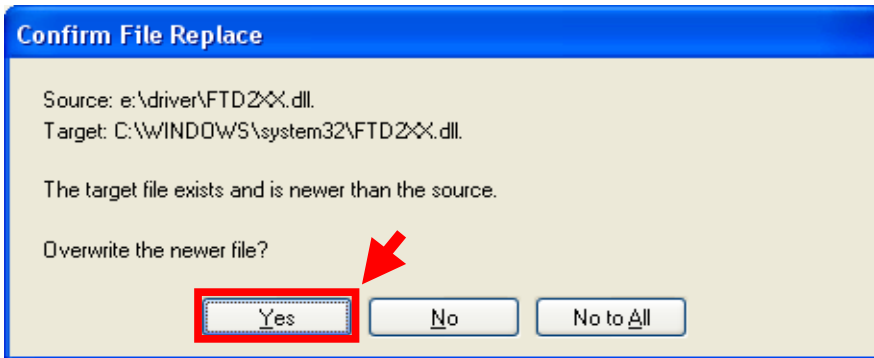 Confirm File Replace
Source: e:\driver\FTD2XX.dll.
Target: C:\WINDOWS\system32\FTD2XX.dll.
The target file exists and is newer than the source.
Overwrite the newer file?
Yes No No to All